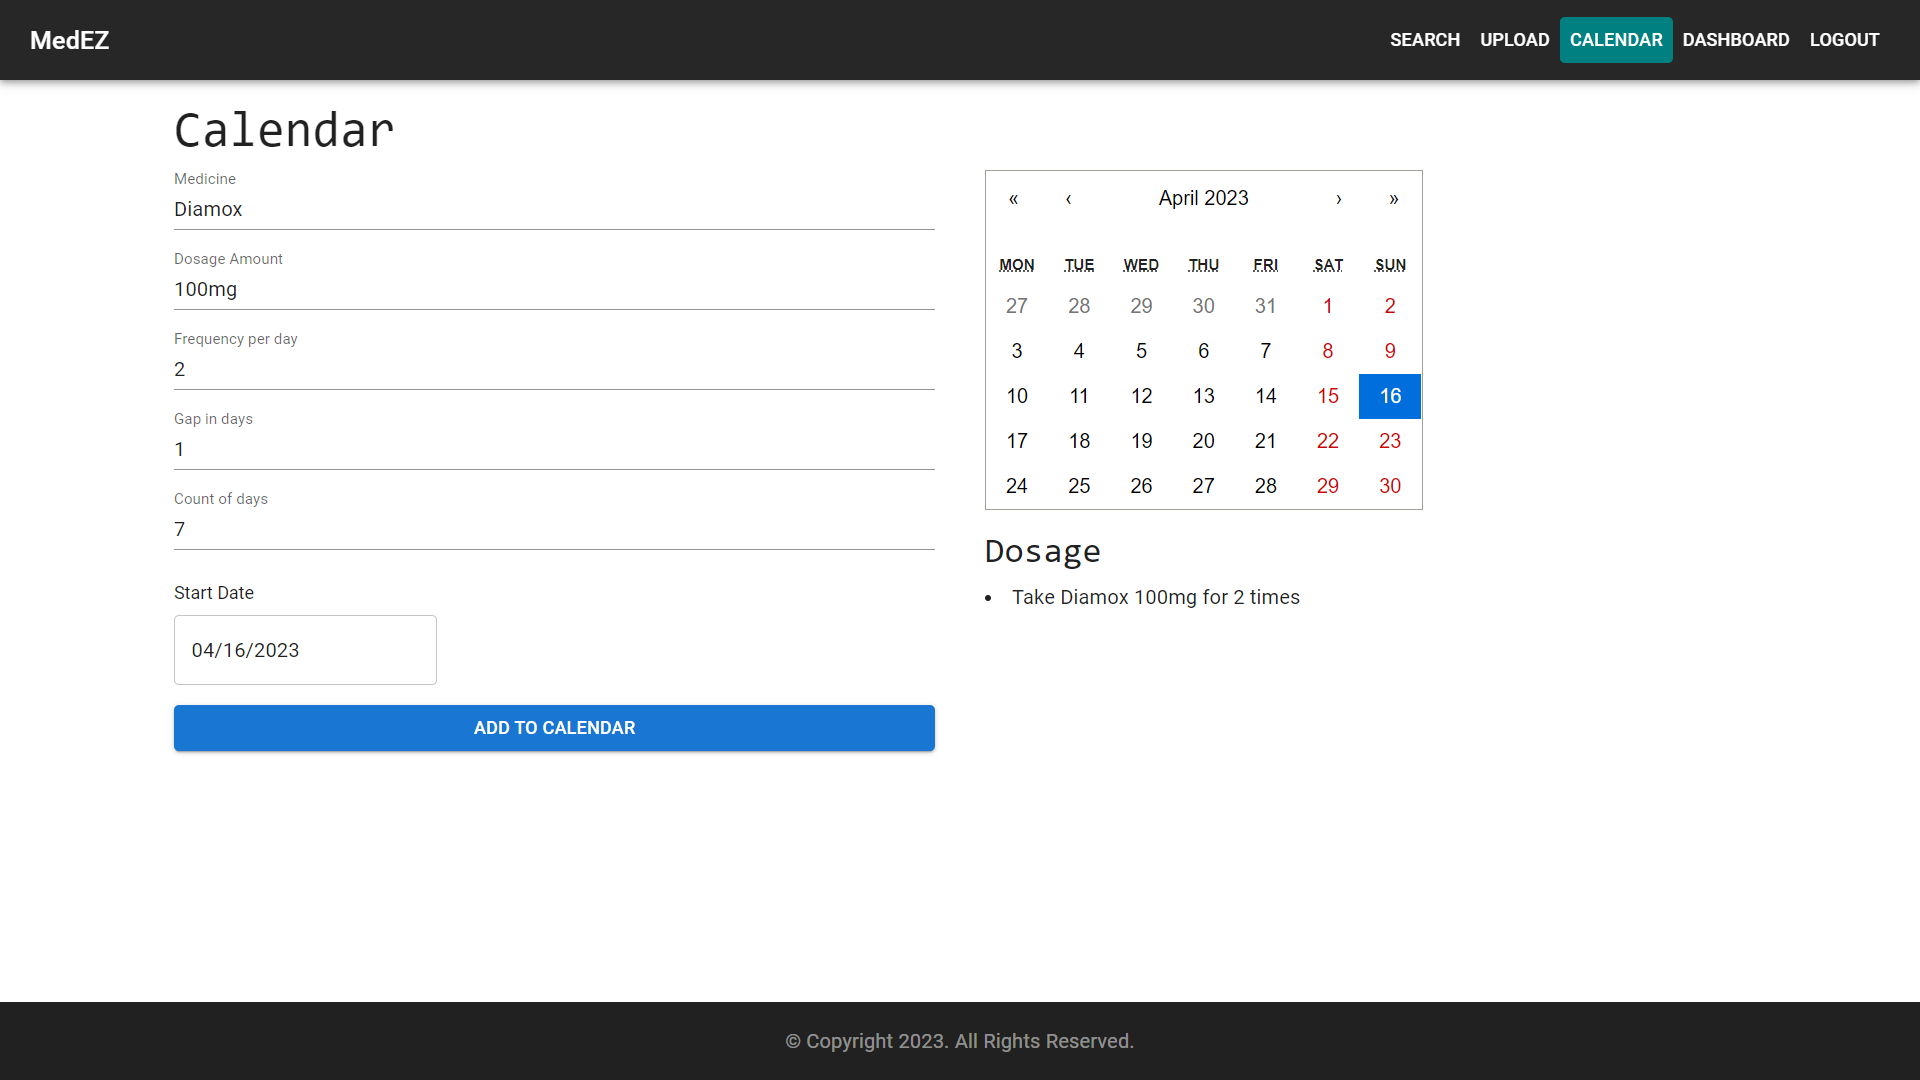 MedEZ
SEARCH UPLOAD CALENDAR DASHBOARD LOGOUT
Calendar
Medicine
Diamox
Dosage Amount
100mg
Frequency per day
2
Gap in days
1
Count of days
7
Start Date
04/16/2023
ADD TO CALENDAR
« ‹ April 2023 › »
MON TUE WED THU FRI SAT SUN
27 28 29 30 31 1 2
3 4 5 6 7 8 9
10 11 12 13 14 15 16
17 18 19 20 21 22 23
24 25 26 27 28 29 30
Dosage
• Take Diamox 100mg for 2 times
© Copyright 2023. All Rights Reserved.